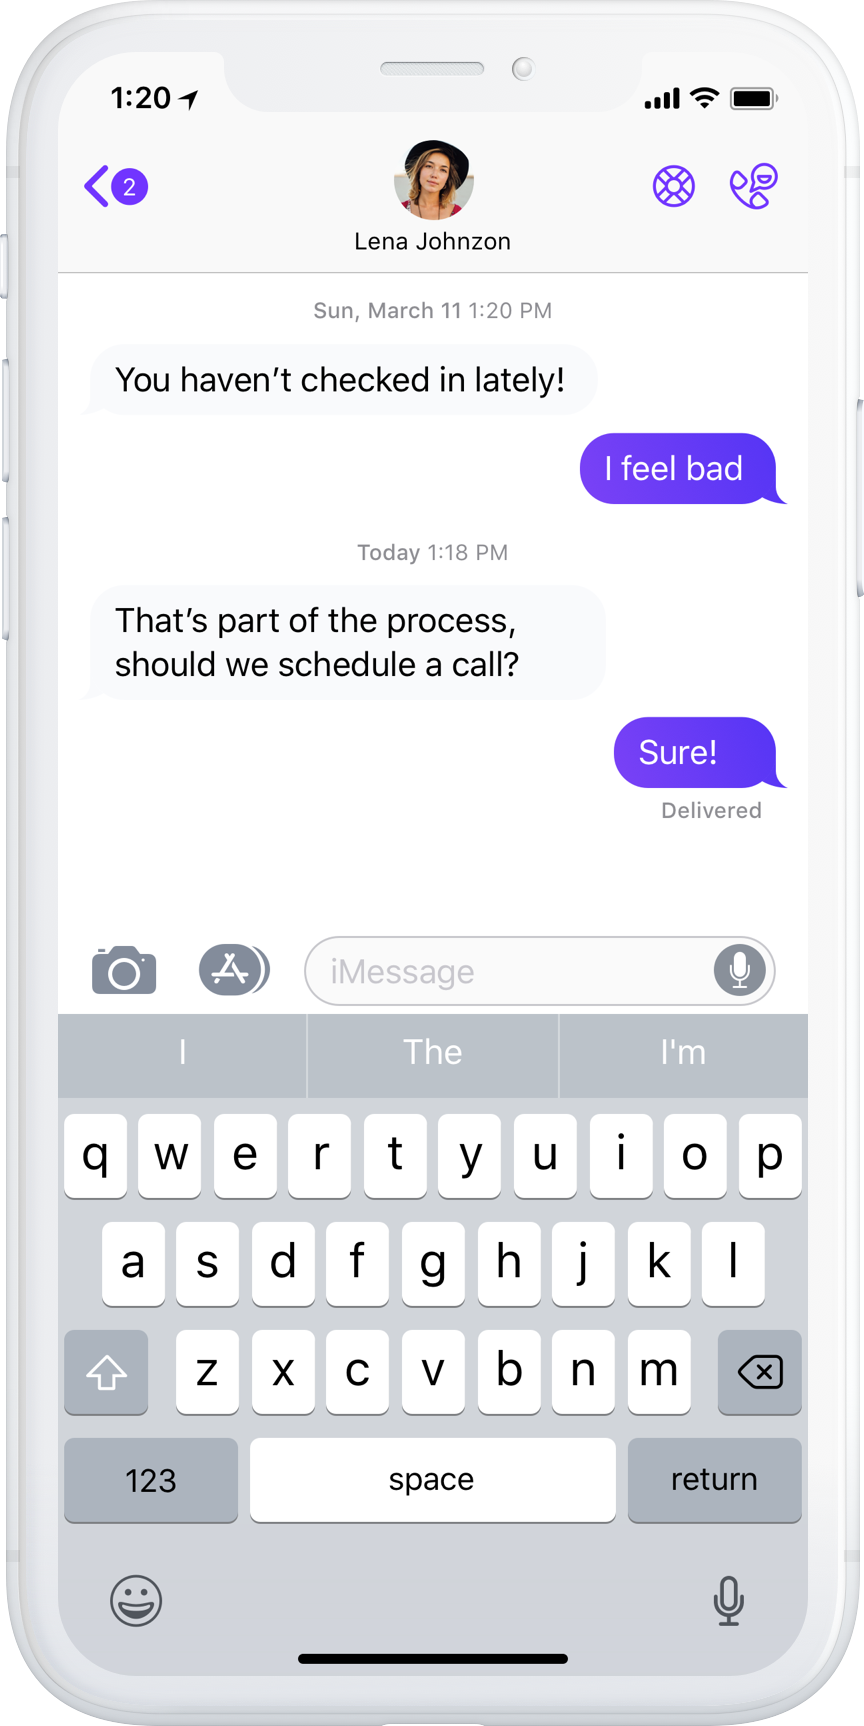 1:20
2
Lena Johnzon
Sun, March 11 1:20 PM
You haven’t checked in lately!
I feel bad
Today 1:18 PM
That’s part of the process,
should we schedule a call?
Sure!
Delivered
iMessage
I The I'm
q w e r t y u i o p
a s d f g h j k l
z x c v b n m
123 space return